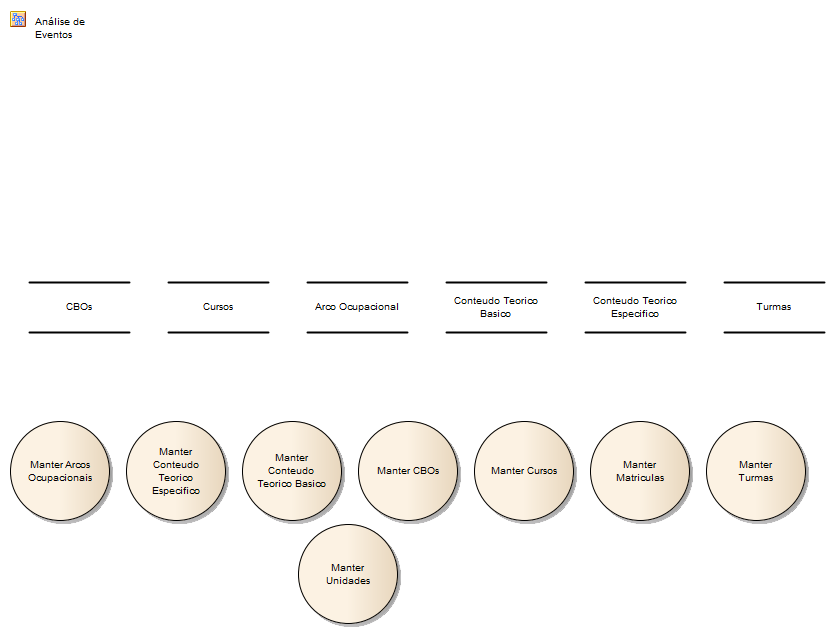 Análise de
Eventos
CBOs
Cursos
Arco Ocupacional
Conteudo Teorico
Basico
Conteudo Teorico
Especifico
Turmas
Manter Arcos
Ocupacionais
Manter
Conteudo
Teorico
Especifico
Manter
Conteudo
Teorico Basico
Manter CBOs
Manter Cursos
Manter
Matriculas
Manter
Turmas
Manter
Unidades